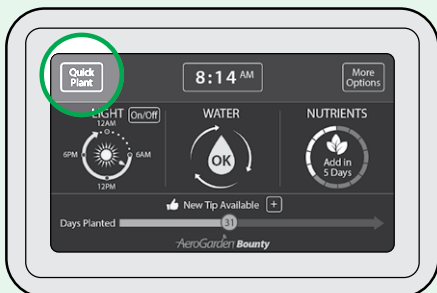 Quick
Plant
8:14 AM
More
Options
LIGHT On/Off
12AM
6PM
6AM
12PM
WATER
OK
NUTRIENTS
Add in
5 Days
New Tip Available +
Days Planted
31
AeroGarden Bounty